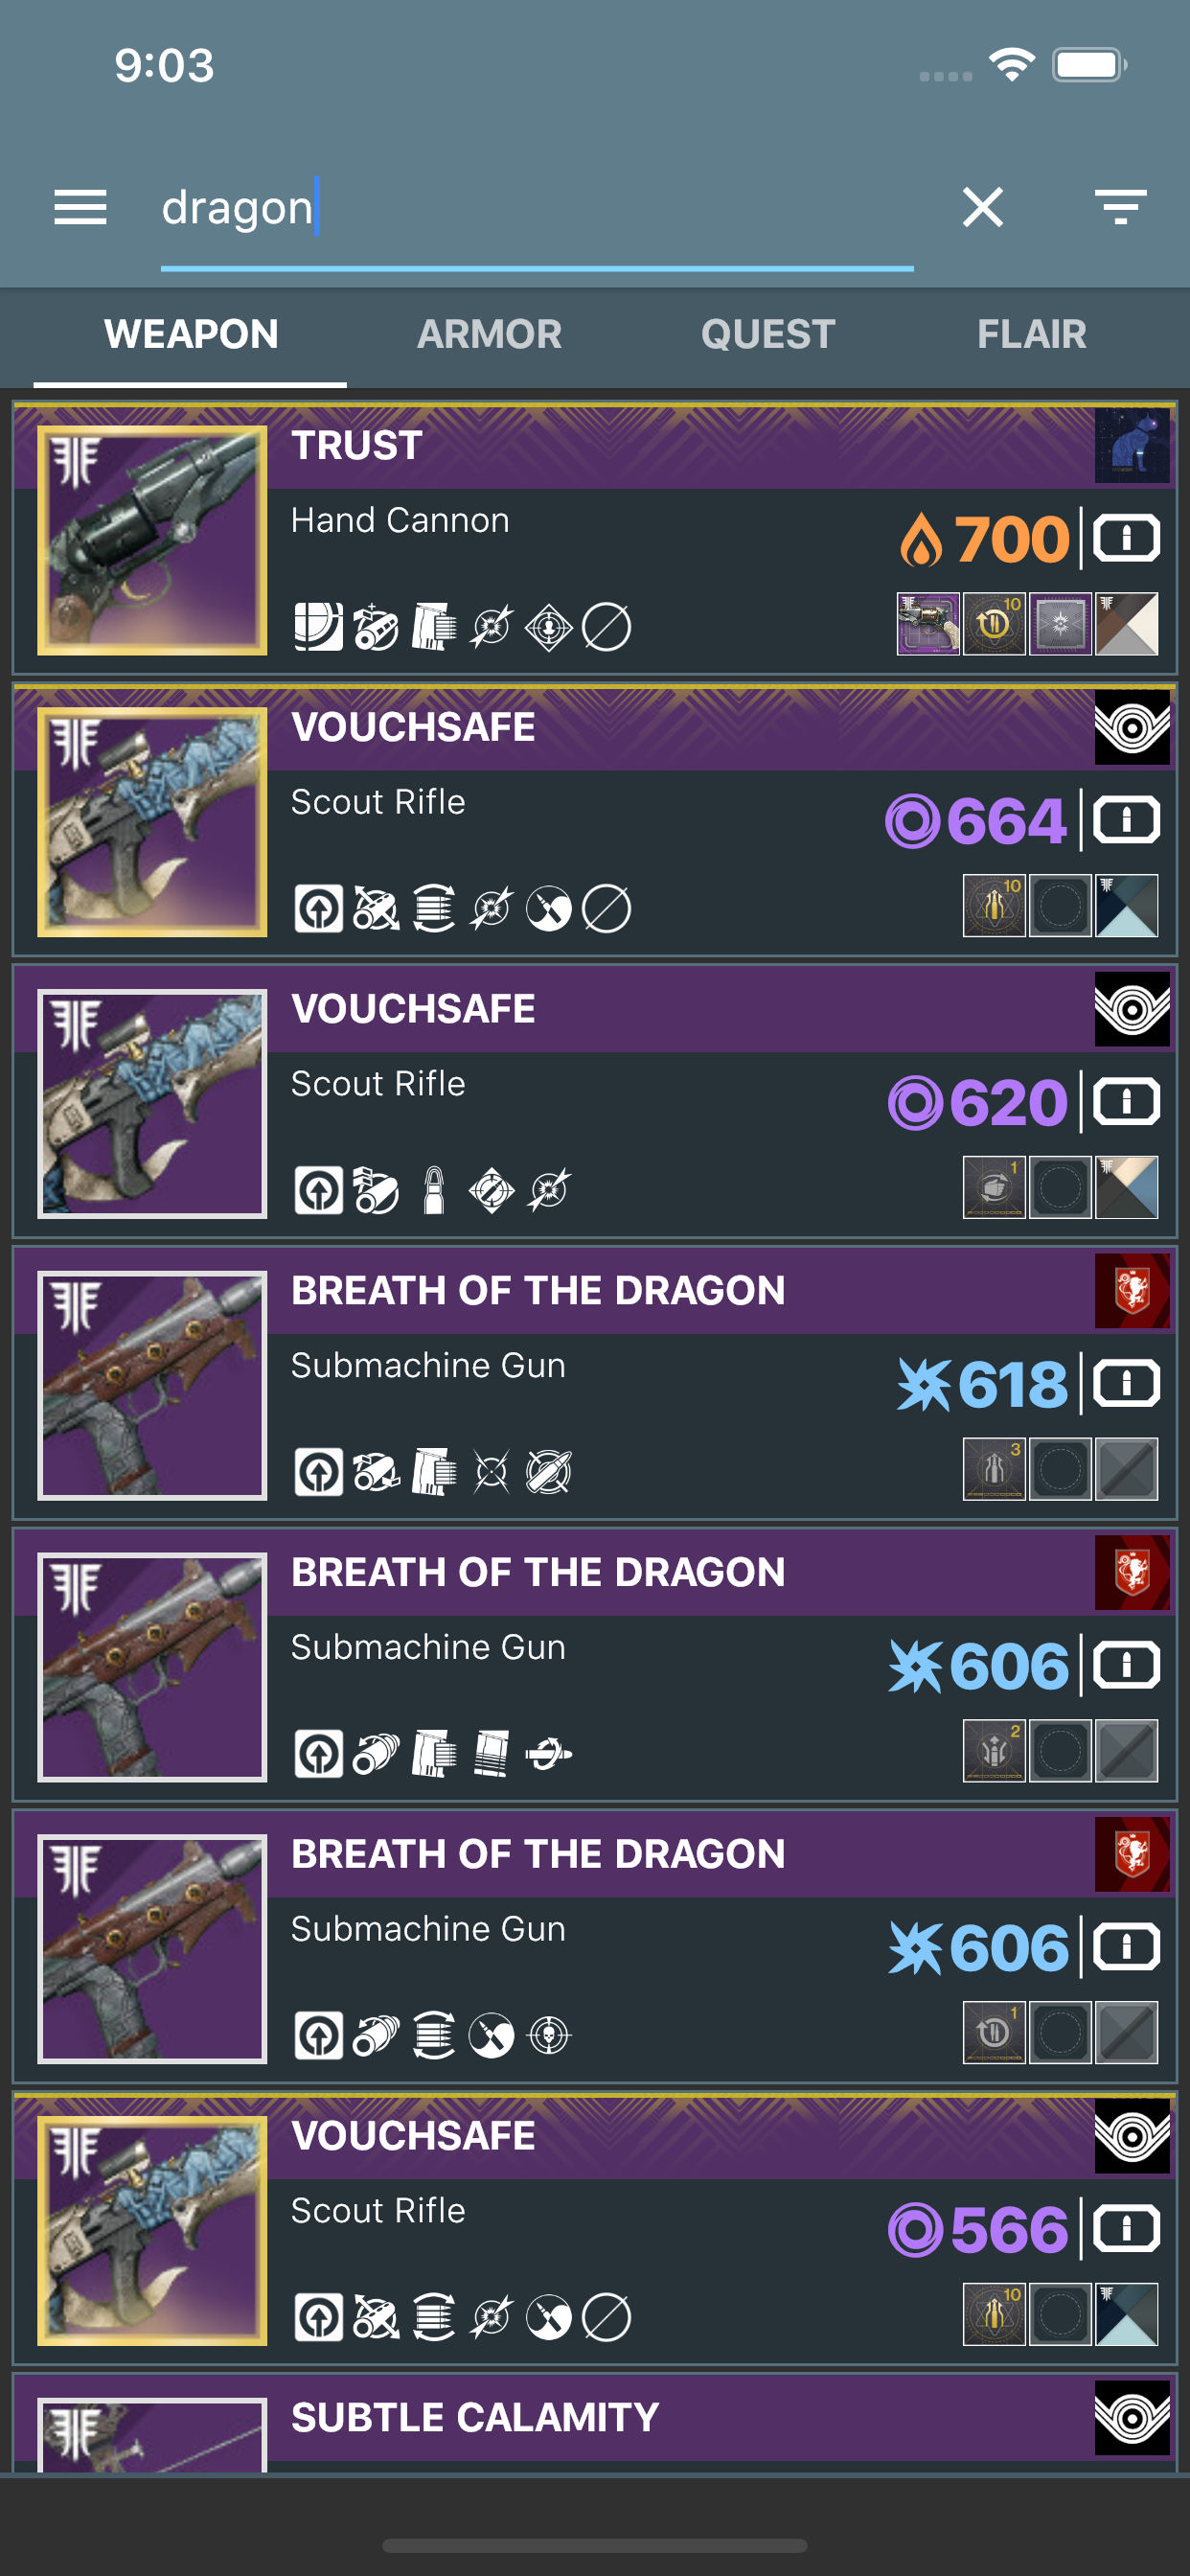 9:03
dragon
WEAPON ARMOR QUEST FLAIR
TRUST
Hand Cannon
700
10
VOUCHSAFE
Scout Rifle
664
10
VOUCHSAFE
Scout Rifle
620
1
BREATH OF THE DRAGON
Submachine Gun
618
3
BREATH OF THE DRAGON
Submachine Gun
606
2
BREATH OF THE DRAGON
Submachine Gun
606
1
VOUCHSAFE
Scout Rifle
566
10
SUBTLE CALAMITY